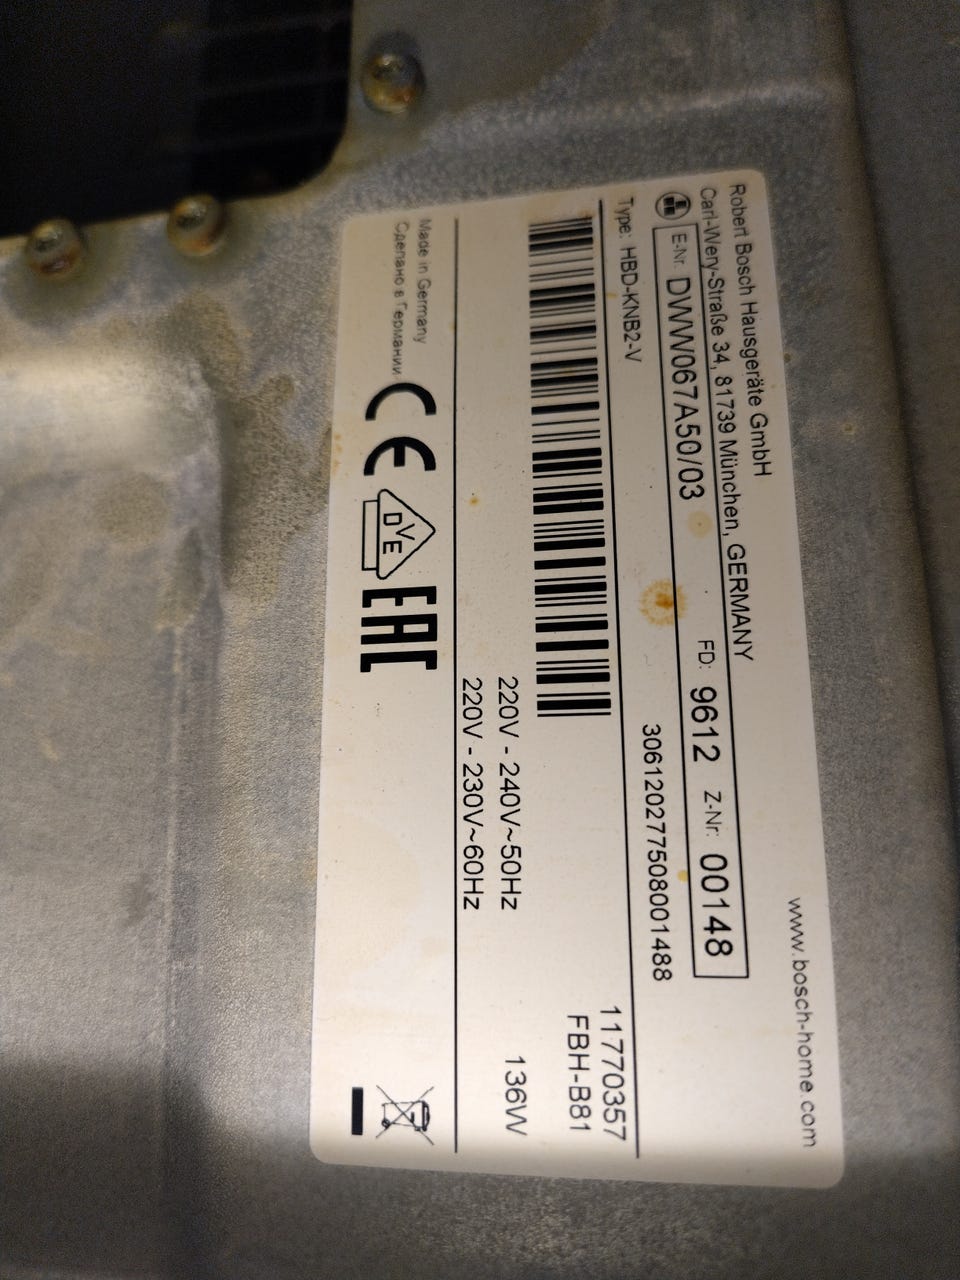 Robert Bosch Hausgeräte GmbH
Carl-Wery-Straße 34, 81739 München, GERMANY
www.bosch-home.com
E-Nr. DWW067A50/03 FD: 9612 Z-Nr: 00148
Type: HBD-KNB2-V
306120277508001488
11770357
FBH-B81
220V - 240V~50Hz
136W
220V - 230V~60Hz
Made in Germany
Сделано в Германии
CE
DVE
EAC